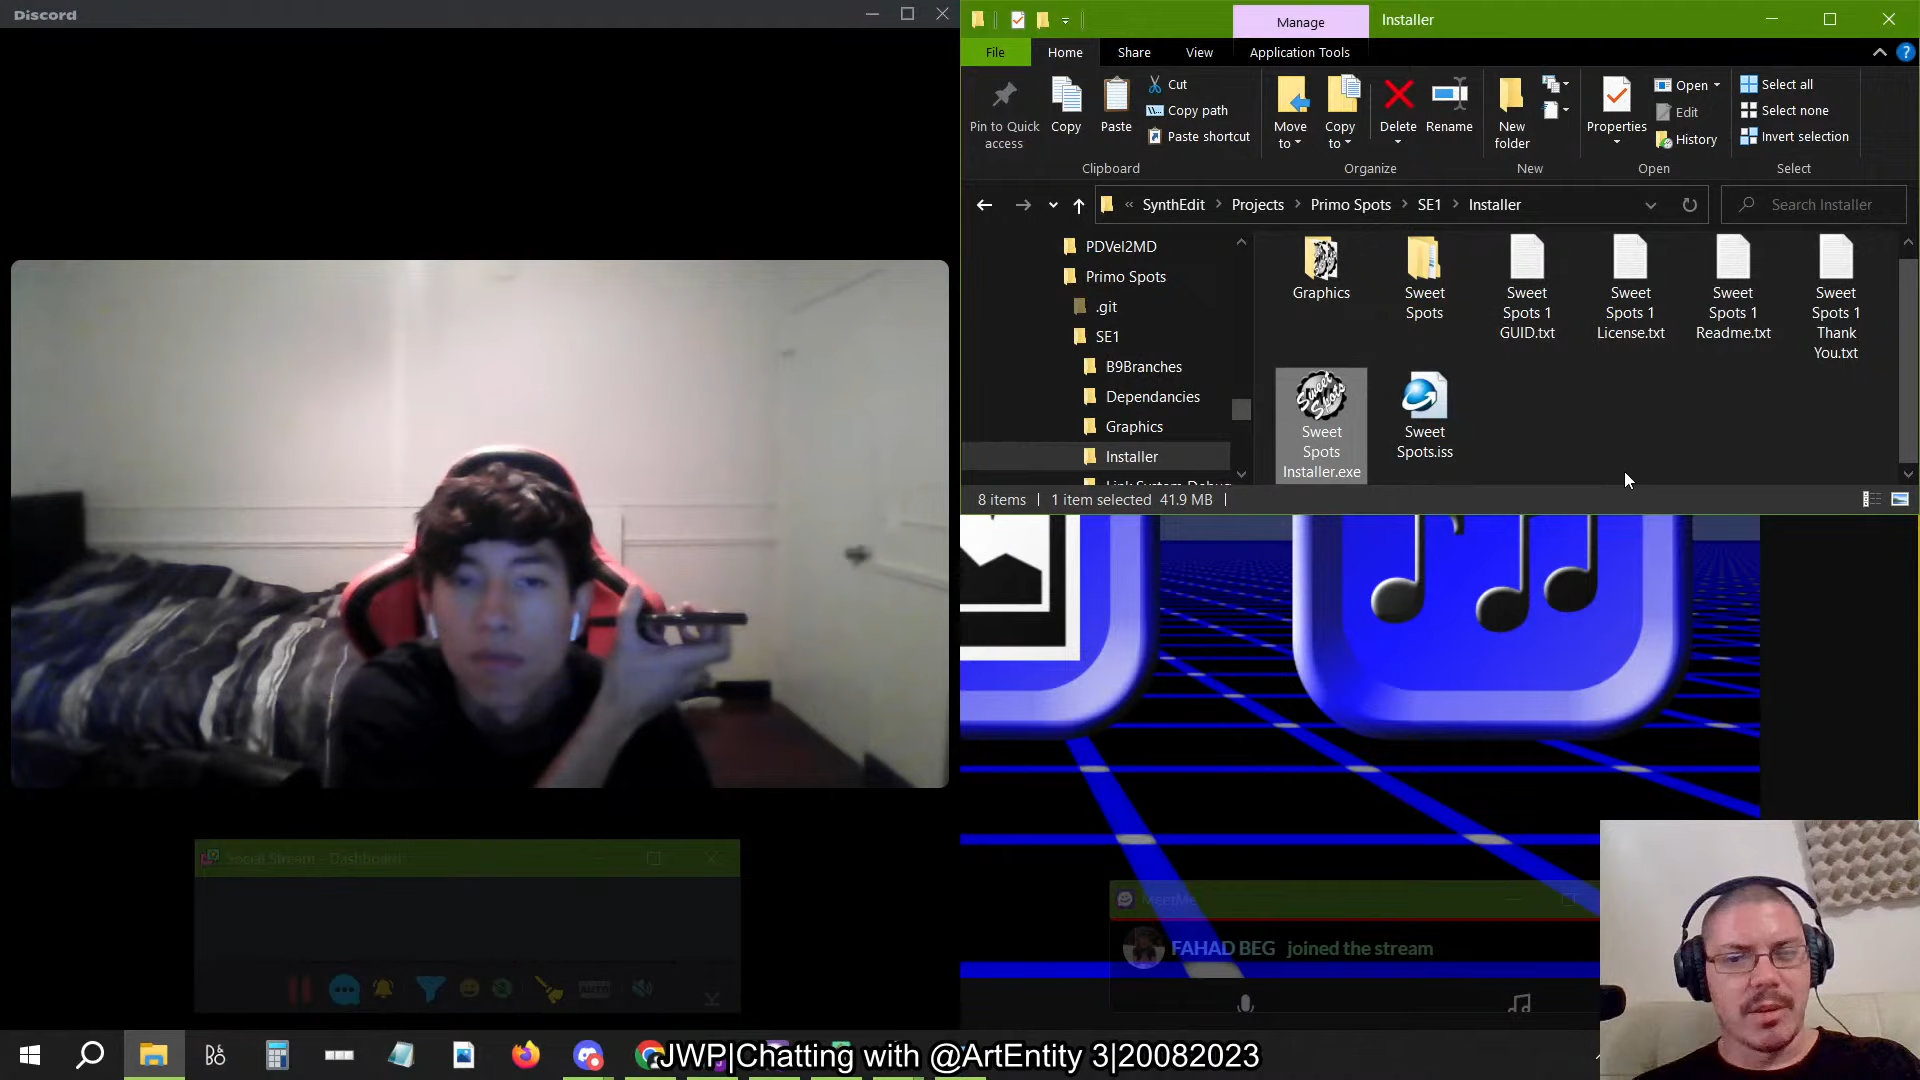 Discord
Manage
Installer
File
Home
Share
View
Application Tools
Pin to Quick
access
Copy
Paste
Cut
Copy path
Paste shortcut
Clipboard
Move
to
Copy
to
Delete
Rename
Organize
New
folder
New
Properties
Open
Edit
History
Open
Select all
Select none
Invert selection
Select
« SynthEdit > Projects > Primo Spots > SE1 > Installer
Search Installer
PDVel2MD
Primo Spots
.git
SE1
B9Branches
Dependancies
Graphics
Installer
Graphics
Sweet
Spots
Sweet
Spots 1
GUID.txt
Sweet
Spots 1
License.txt
Sweet
Spots 1
Readme.txt
Sweet
Spots 1
Thank
You.txt
Sweet
Spots
Installer.exe
Sweet
Spots.iss
8 items
1 item selected 41.9 MB
Social Stream - Dashboard
AUTO
MeetMe
FAHAD BEG joined the stream
JWP|Chatting with @ArtEntity 3|20082023